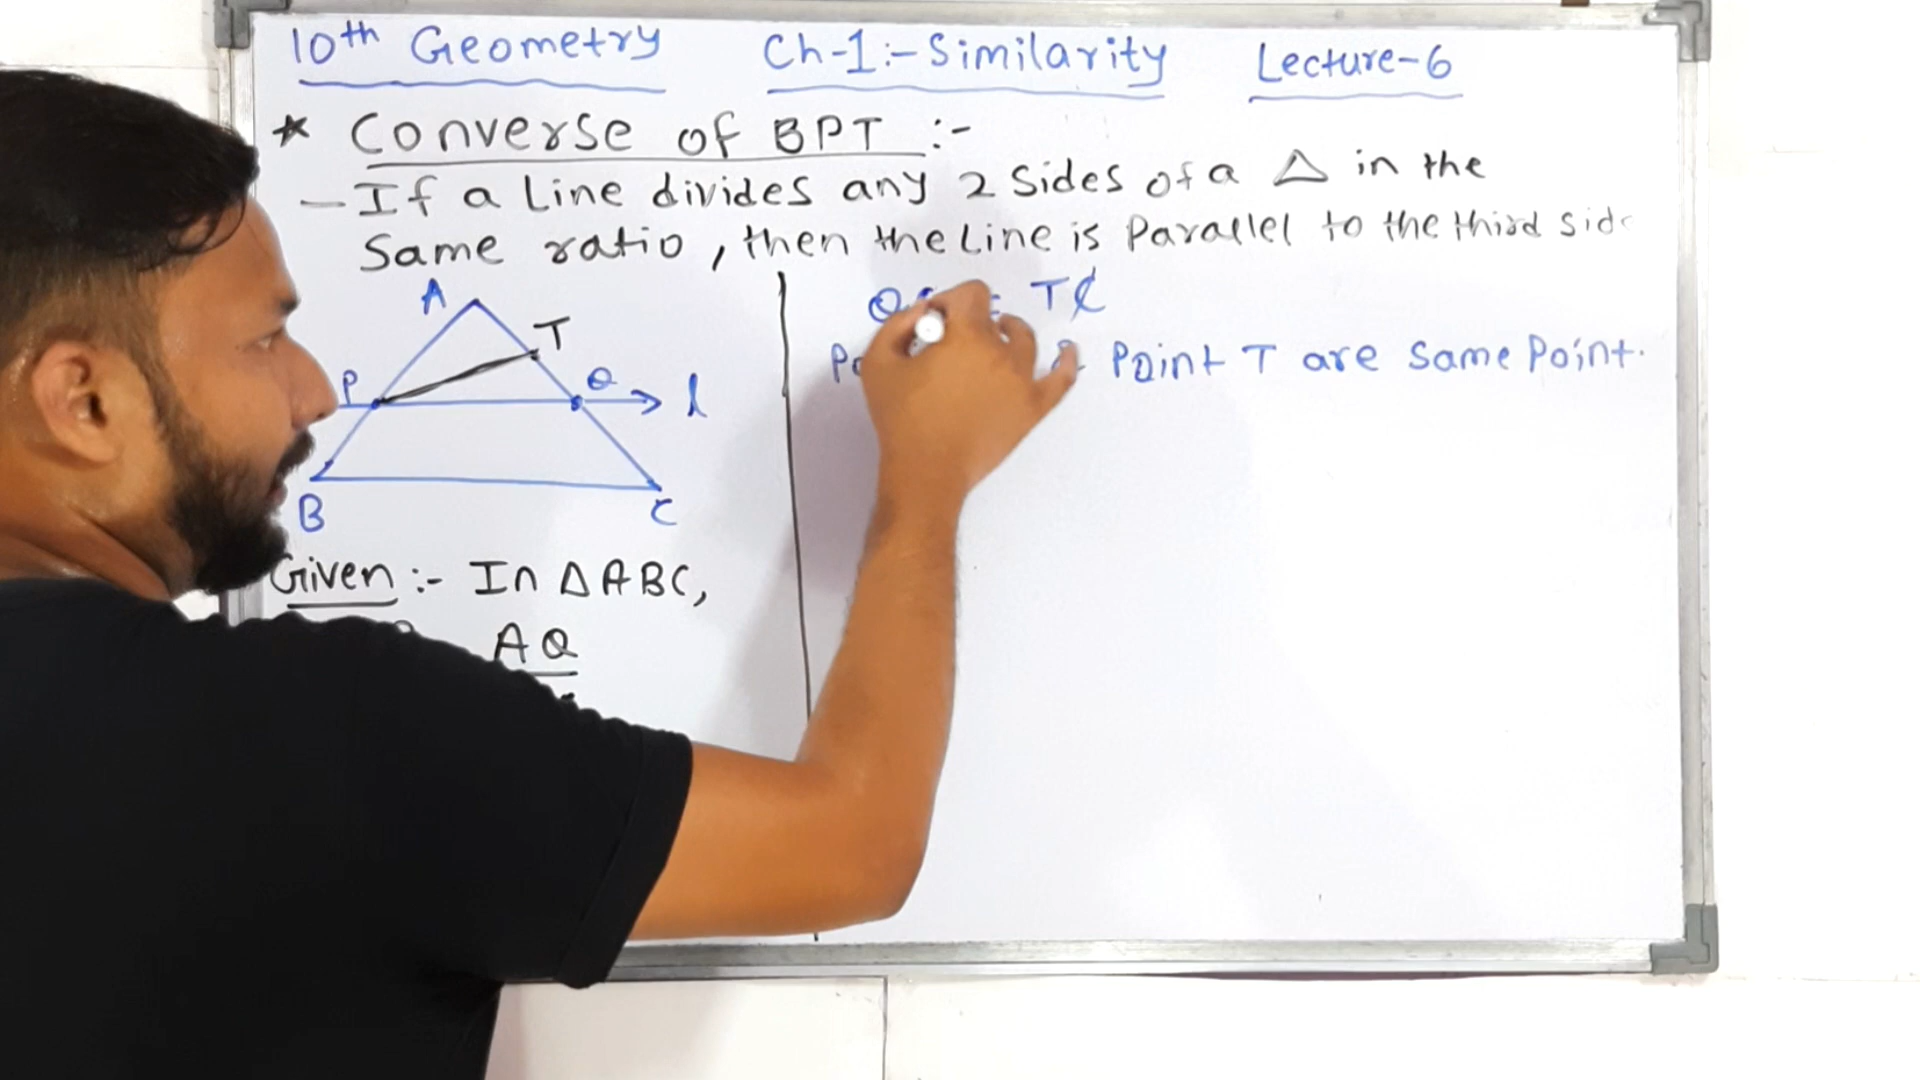 10th Geometry Ch-1:- Similarity Lecture-6
* Converse of BPT :-
- If a Line divides any 2 Sides of a △ in the
Same ratio, then the Line is Parallel to the third sid
A
T
P Q l
B C
Given :- In △ABC,
AQ
= TC
& Point T are same Point.